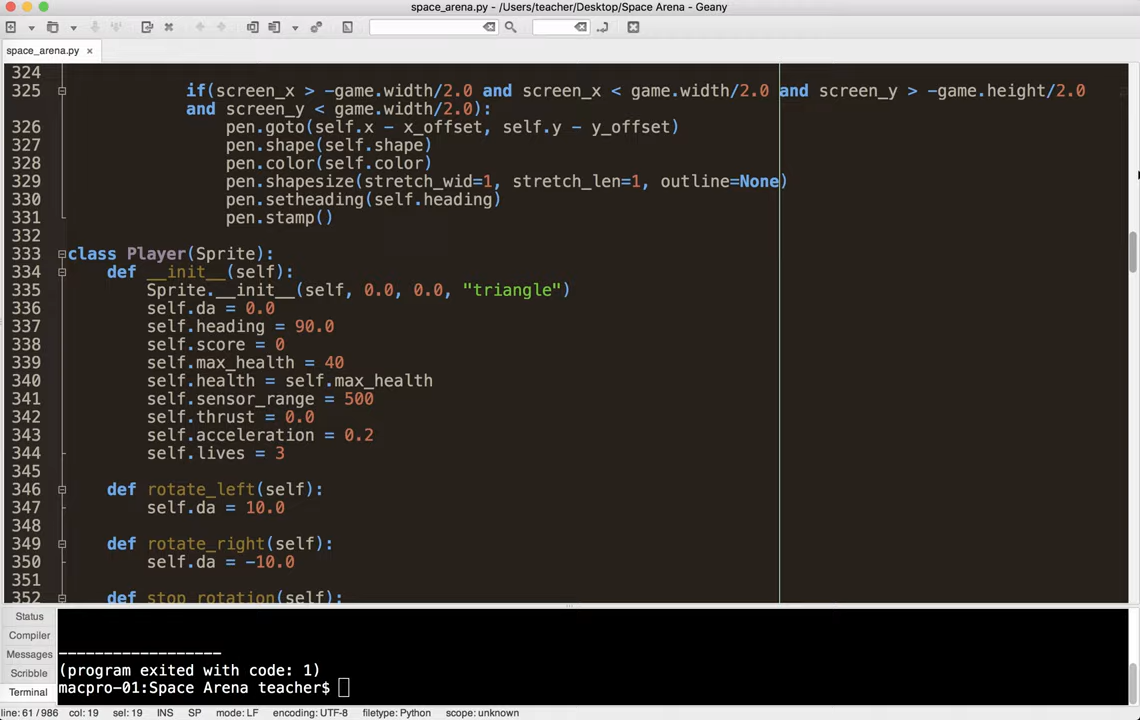 space_arena.py - /Users/teacher/Desktop/Space Arena - Geany
space_arena.py ×
324
325 if(screen_x > -game.width/2.0 and screen_x < game.width/2.0 and screen_y > -game.height/2.0
and screen_y < game.width/2.0):
326 pen.goto(self.x - x_offset, self.y - y_offset)
327 pen.shape(self.shape)
328 pen.color(self.color)
329 pen.shapesize(stretch_wid=1, stretch_len=1, outline=None)
330 pen.setheading(self.heading)
331 pen.stamp()
332
333 class Player(Sprite):
334 def __init__(self):
335 Sprite.__init__(self, 0.0, 0.0, "triangle")
336 self.da = 0.0
337 self.heading = 90.0
338 self.score = 0
339 self.max_health = 40
340 self.health = self.max_health
341 self.sensor_range = 500
342 self.thrust = 0.0
343 self.acceleration = 0.2
344 self.lives = 3
345
346 def rotate_left(self):
347 self.da = 10.0
348
349 def rotate_right(self):
350 self.da = -10.0
351
352 def stop_rotation(self):
Status
Compiler
Messages
Scribble
Terminal
------------------
(program exited with code: 1)
macpro-01:Space Arena teacher$
line: 61 / 986 col: 19 sel: 19 INS SP mode: LF encoding: UTF-8 filetype: Python scope: unknown